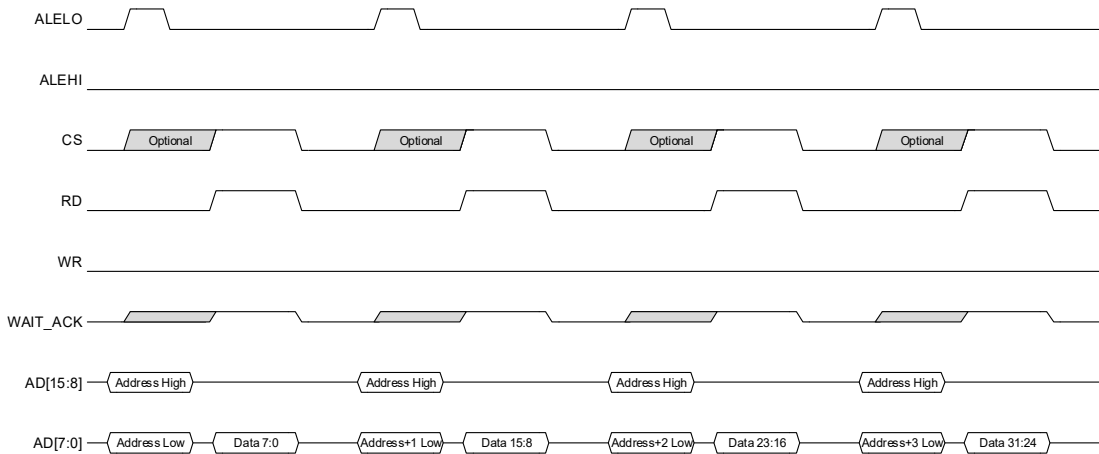 ALELO
ALEHI
CS Optional Optional Optional Optional
RD
WR
WAIT_ACK
AD[15:8] Address High Address High Address High Address High
AD[7:0] Address Low Data 7:0 Address+1 Low Data 15:8 Address+2 Low Data 23:16 Address+3 Low Data 31:24